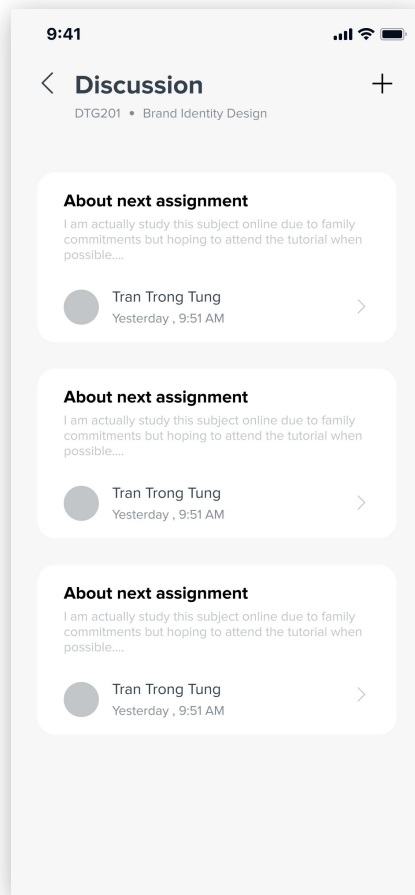 9:41
Discussion
DTG201 • Brand Identity Design
About next assignment
I am actually study this subject online due to family
commitments but hoping to attend the tutorial when
possible....
Tran Trong Tung
Yesterday , 9:51 AM
About next assignment
I am actually study this subject online due to family
commitments but hoping to attend the tutorial when
possible....
Tran Trong Tung
Yesterday , 9:51 AM
About next assignment
I am actually study this subject online due to family
commitments but hoping to attend the tutorial when
possible....
Tran Trong Tung
Yesterday , 9:51 AM